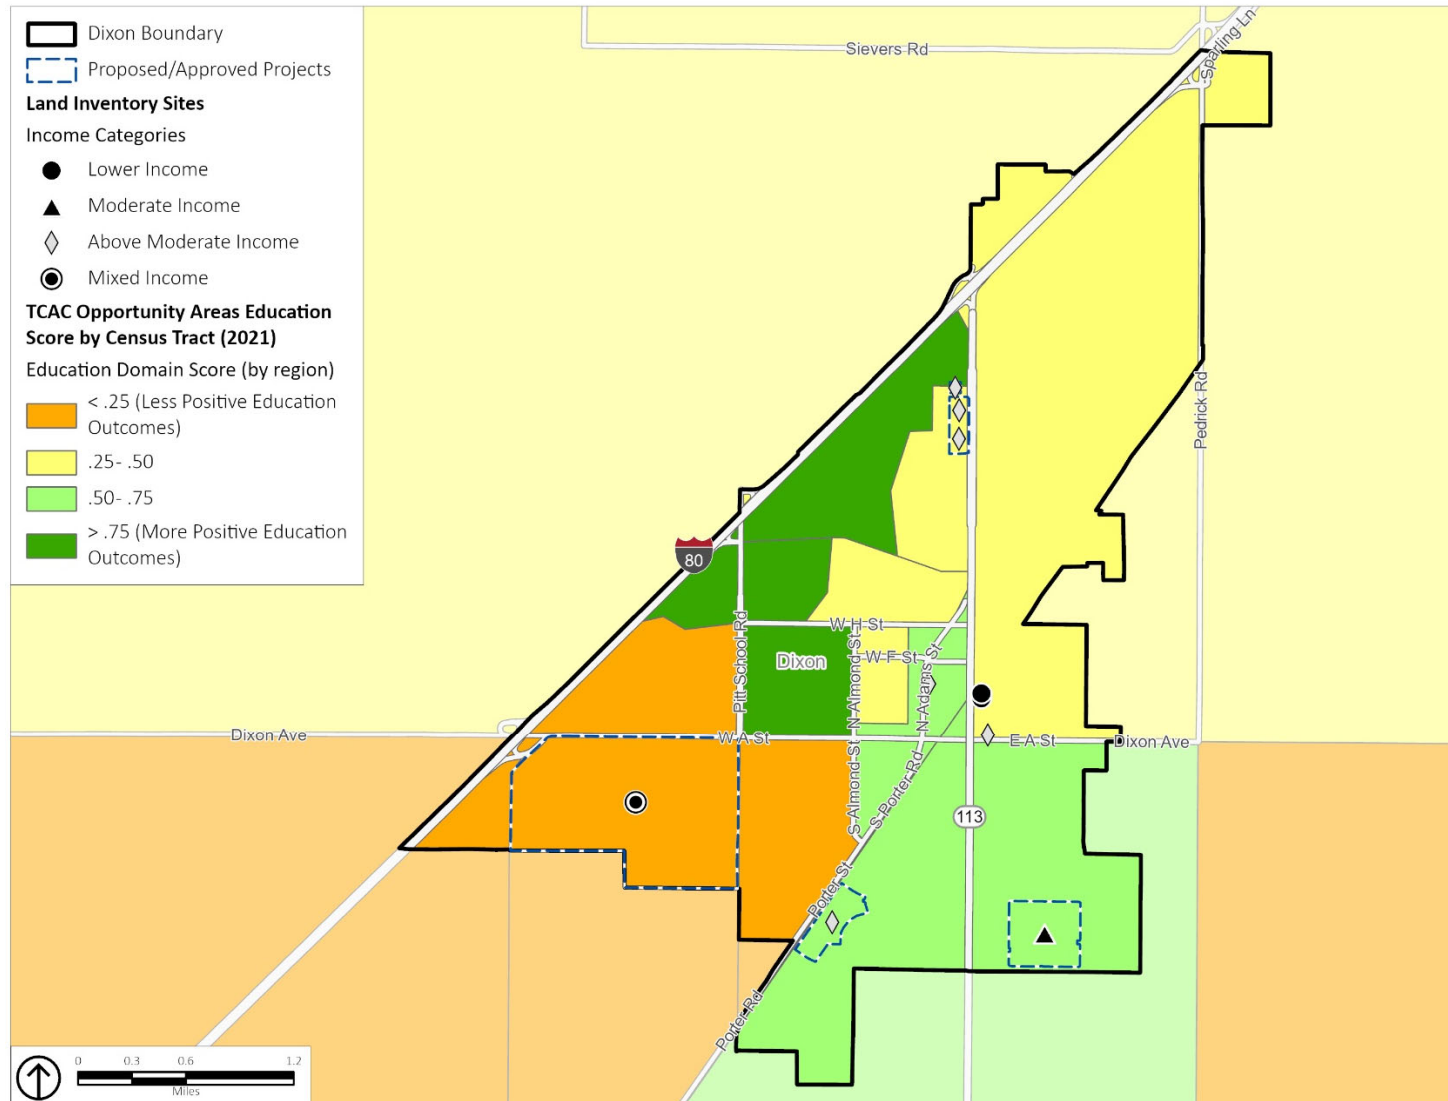 Dixon Boundary
Proposed/Approved Projects
Land Inventory Sites
Income Categories
Lower Income
Moderate Income
Above Moderate Income
Mixed Income
TCAC Opportunity Areas Education
Score by Census Tract (2021)
Education Domain Score (by region)
< .25 (Less Positive Education
Outcomes)
.25- .50
.50- .75
> .75 (More Positive Education
Outcomes)
Sievers Rd
Sparling Ln
Pedrick Rd
80
Pitt School Rd
W H St
Dixon
N Almond St
W F St
N Adams St
Dixon Ave
W A St
E A St
Dixon Ave
S Almond St
S Porter Rd
113
Porter St
Porter Rd
0 0.3 0.6 1.2
Miles